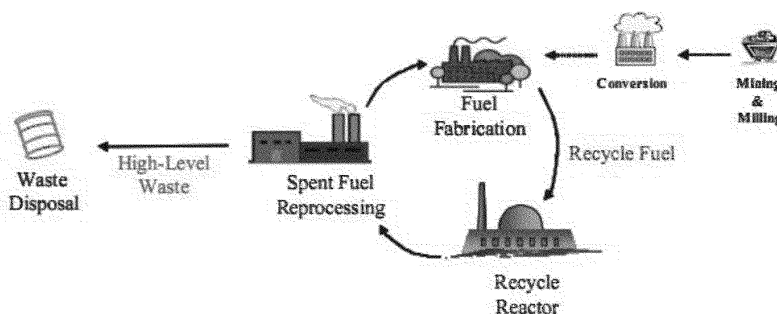 Conversion
Mining
&
Milling
Fuel
Fabrication
Recycle Fuel
High-Level
Waste
Waste
Disposal
Spent Fuel
Reprocessing
Recycle
Reactor